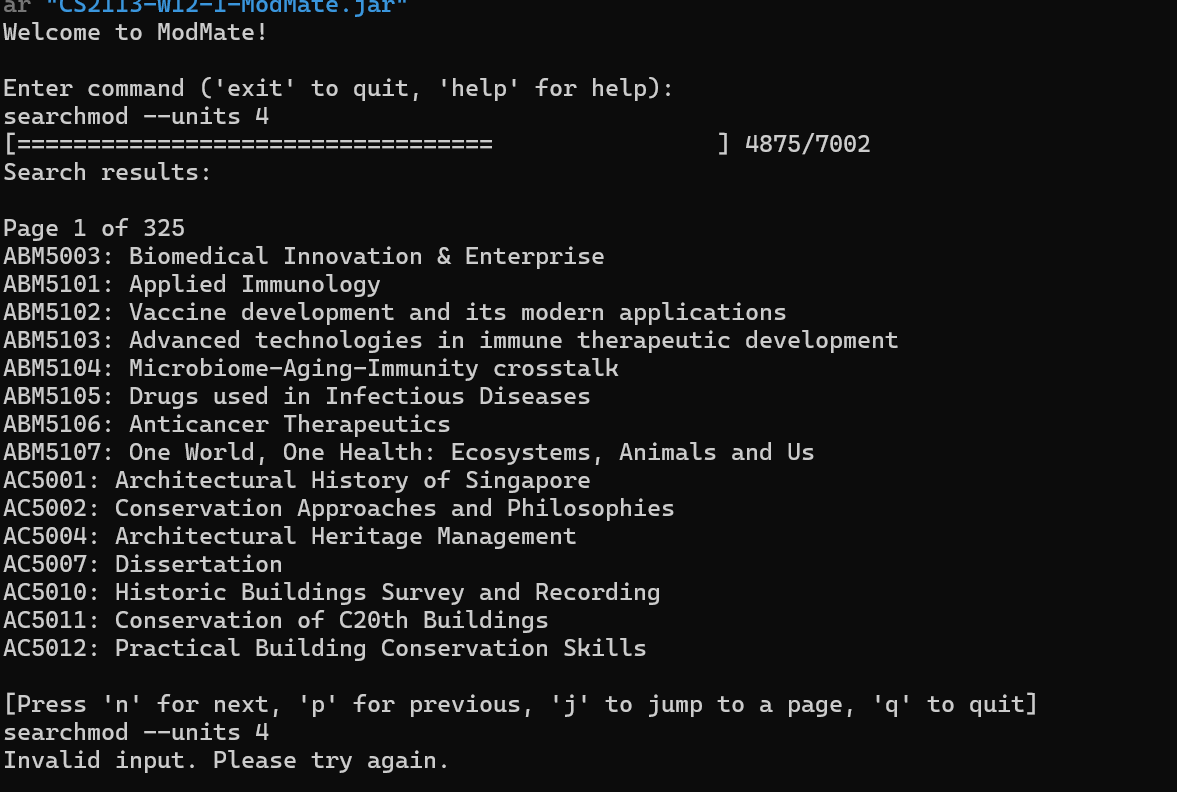 ar "CS2113-W12-1-ModMate.jar"
Welcome to ModMate!
Enter command ('exit' to quit, 'help' for help):
searchmod --units 4
[==================================                ] 4875/7002
Search results:
Page 1 of 325
ABM5003: Biomedical Innovation & Enterprise
ABM5101: Applied Immunology
ABM5102: Vaccine development and its modern applications
ABM5103: Advanced technologies in immune therapeutic development
ABM5104: Microbiome-Aging-Immunity crosstalk
ABM5105: Drugs used in Infectious Diseases
ABM5106: Anticancer Therapeutics
ABM5107: One World, One Health: Ecosystems, Animals and Us
AC5001: Architectural History of Singapore
AC5002: Conservation Approaches and Philosophies
AC5004: Architectural Heritage Management
AC5007: Dissertation
AC5010: Historic Buildings Survey and Recording
AC5011: Conservation of C20th Buildings
AC5012: Practical Building Conservation Skills
[Press 'n' for next, 'p' for previous, 'j' to jump to a page, 'q' to quit]
searchmod --units 4
Invalid input. Please try again.